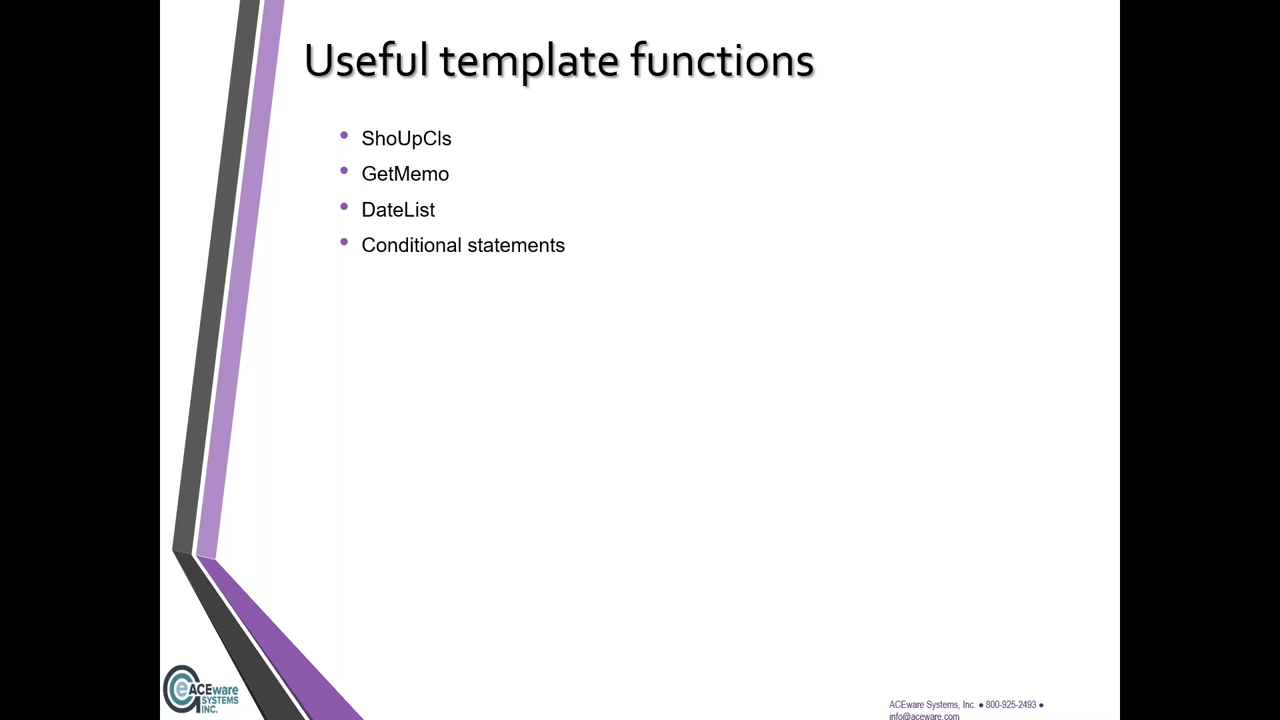 Useful template functions
• ShoUpCls
• GetMemo
• DateList
• Conditional statements
ACEware
SYSTEMS
INC.
ACEware Systems, Inc. ● 800-925-2493 ●
info@aceware.com